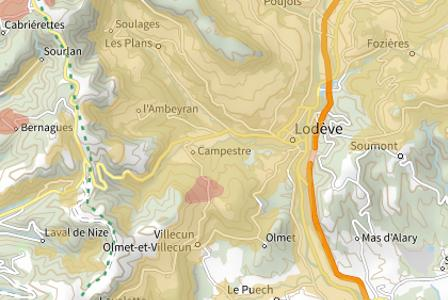 Poujols
Cabriérettes
Soulages
Les Plans
Sourlan
Fozières
l'Ambeyran
Bernagues
Lodève
Campestre
Soumont
Laval de Nize
Villecun
Olmet-et-Villecun
Olmet
Mas d'Alary
Le Puech